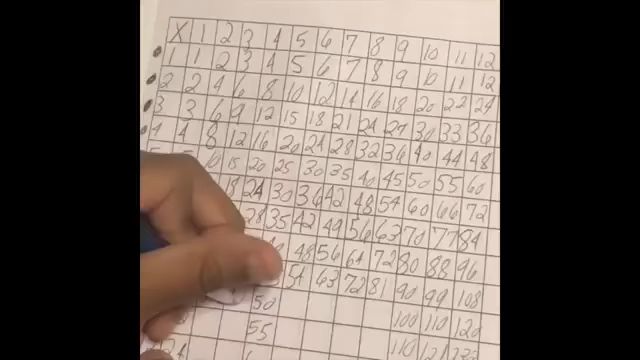 X 1 2 3 4 5 6 7 8 9 10 11 12
1 1 2 3 4 5 6 7 8 9 10 11 12
2 2 4 6 8 10 12 14 16 18 20 22 24
3 3 6 9 12 15 18 21 24 27 30 33 36
4 4 8 12 16 20 24 28 32 36 40 44 48
10 15 20 25 30 35 40 45 50 55 60
18 24 30 36 42 48 54 60 66 72
28 35 42 49 56 63 70 77 84
48 56 64 72 80 88 96
54 63 72 81 90 99 108
50 100 110 120
55 110